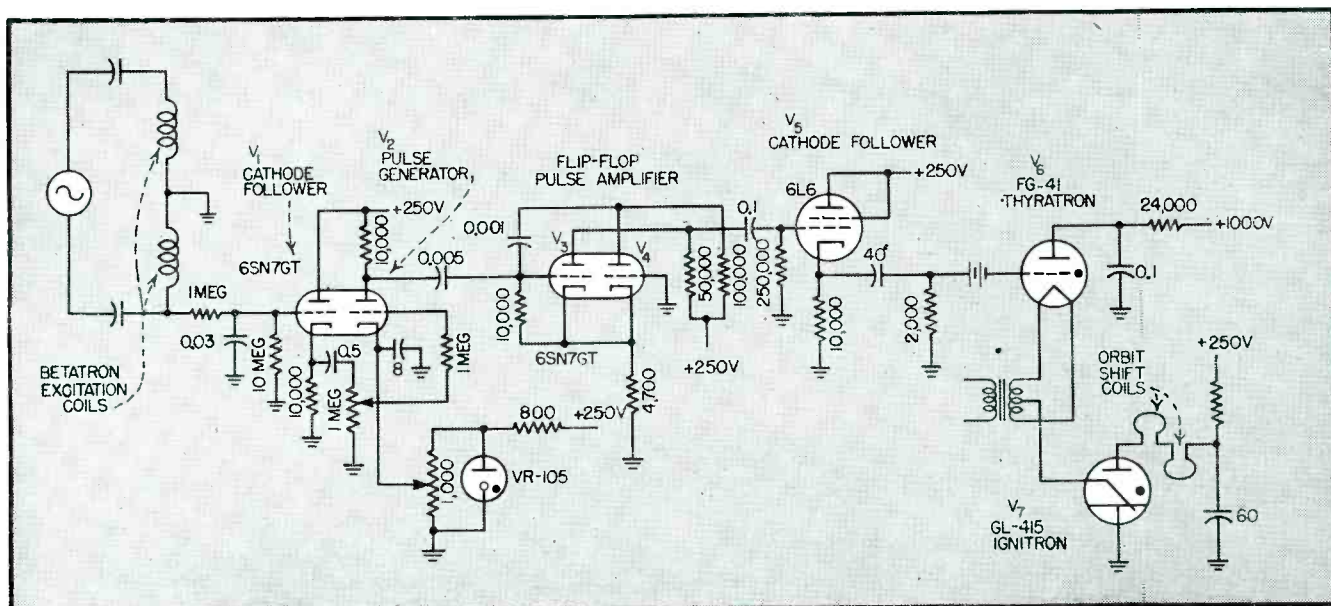 BETATRON
EXCITATION
COILS
1 MEG
0.03
10 MEG
V1
CATHODE
FOLLOWER
6SN7GT
V2
PULSE
GENERATOR
+250V
10,000
0.005
10,000
0.5
1 MEG
8
1 MEG
1,000
VR-105
800
+250V
FLIP-FLOP
PULSE AMPLIFIER
0.001
V3
V4
10,000
6SN7GT
4,700
50,000
100,000
+250V
0.1
250,000
V5
CATHODE FOLLOWER
6L6
+250V
10,000
40
2,000
V6
FG-41
THYRATRON
24,000
+1000V
0.1
ORBIT
SHIFT
COILS
+250V
60
V7
GL-415
IGNITRON